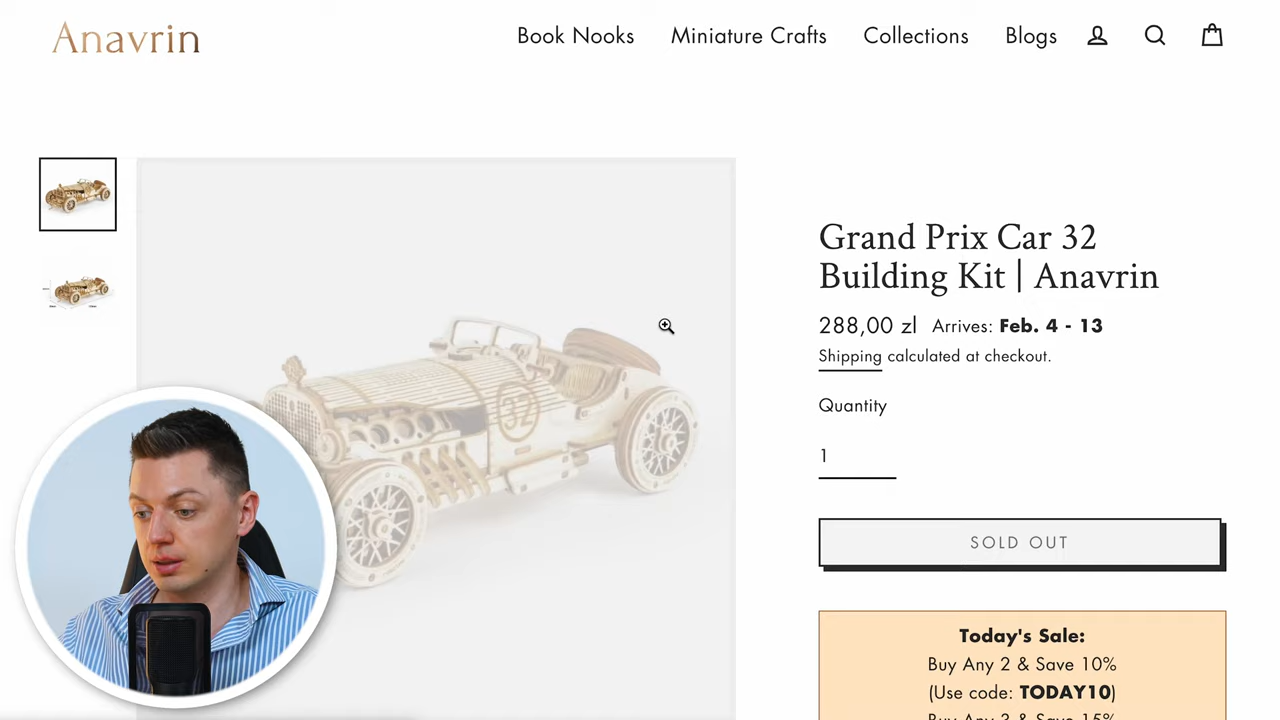 Anavrin
Book Nooks
Miniature Crafts
Collections
Blogs
32
Grand Prix Car 32
Building Kit | Anavrin
288,00 zl Arrives: Feb. 4 - 13
Shipping calculated at checkout.
Quantity
1
SOLD OUT
Today's Sale:
Buy Any 2 & Save 10%
(Use code: TODAY10)
Buy Any 3 & Save 15%